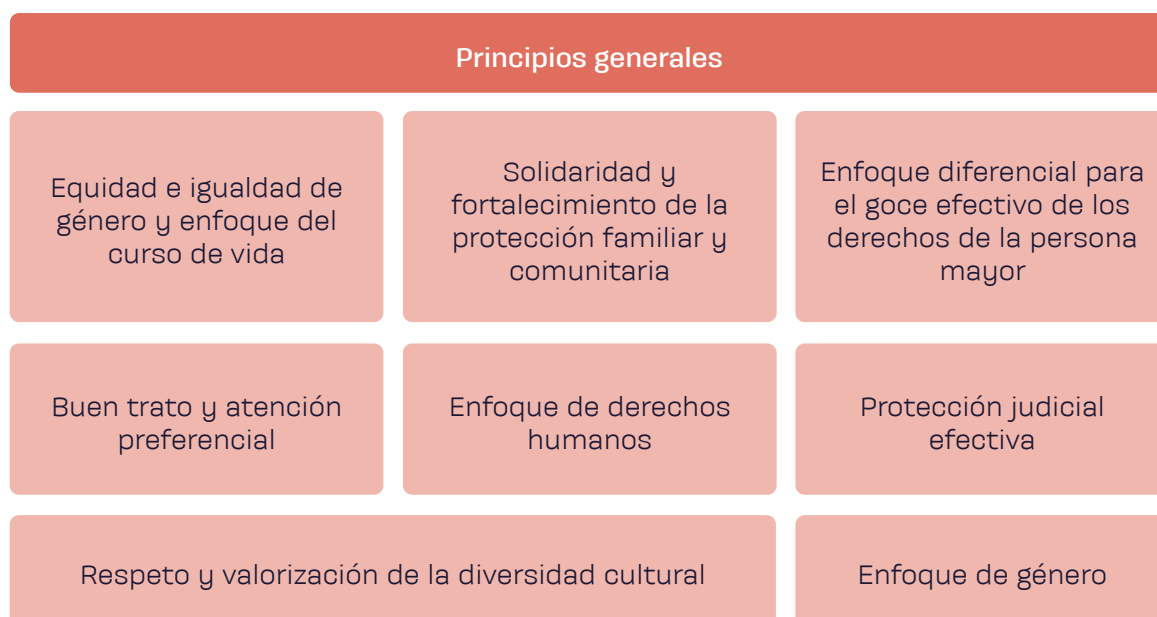 Principios generales
Equidad e igualdad de
género y enfoque del
curso de vida
Solidaridad y
fortalecimiento de la
protección familiar y
comunitaria
Enfoque diferencial para
el goce efectivo de los
derechos de la persona
mayor
Buen trato y atención
preferencial
Enfoque de derechos
humanos
Protección judicial
efectiva
Respeto y valorización de la diversidad cultural
Enfoque de género